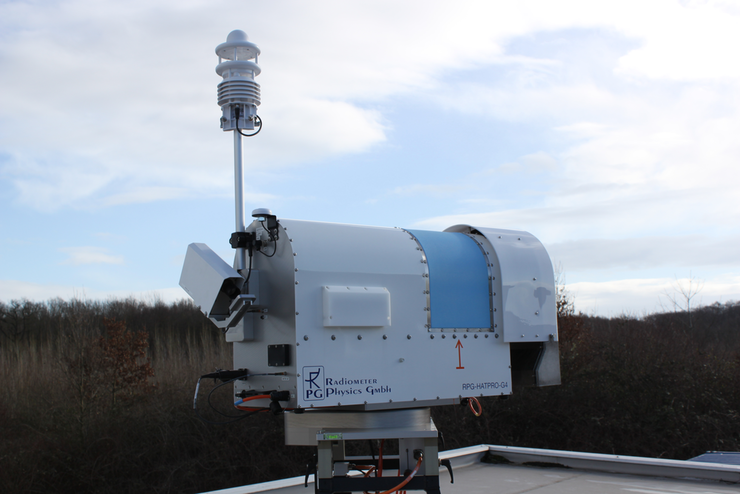 RPG
Radiometer
Physics Gmbh
RPG-HATPRO-G4